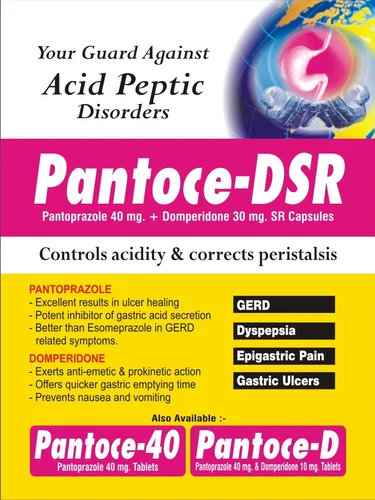 Your Guard Against
Acid Peptic
Disorders
Pantoce-DSR
Pantoprazole 40 mg. + Domperidone 30 mg. SR Capsules
Controls acidity & corrects peristalsis
PANTOPRAZOLE
- Excellent results in ulcer healing
- Potent inhibitor of gastric acid secretion
- Better than Esomeprazole in GERD
related symptoms.
DOMPERIDONE
- Exerts anti-emetic & prokinetic action
- Offers quicker gastric emptying time
- Prevents nausea and vomiting
GERD
Dyspepsia
Epigastric Pain
Gastric Ulcers
Also Available :-
Pantoce-40
Pantoprazole 40 mg. Tablets
Pantoce-D
Pantoprazole 40 mg. & Domperidone 10 mg. Tablets